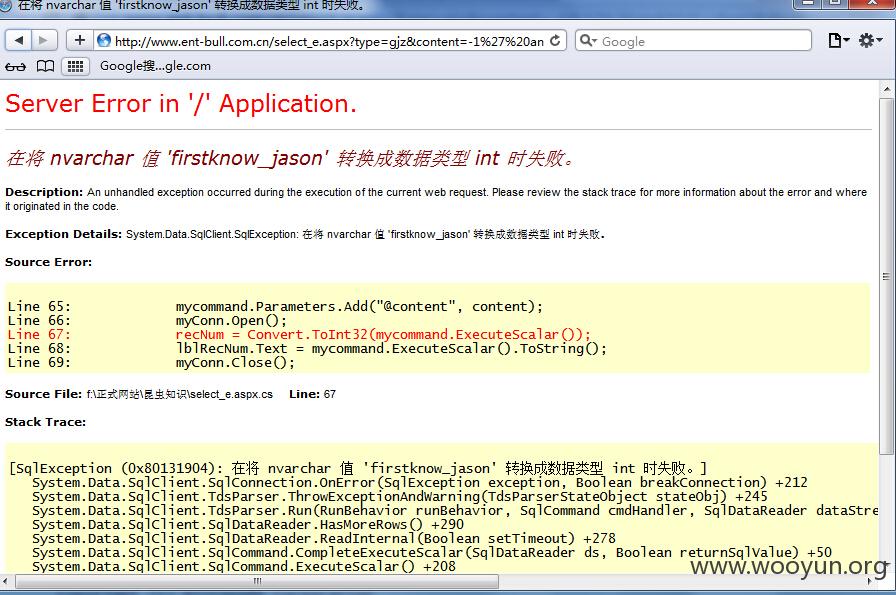 在将 nvarchar 值 'firstknow_jason' 转换成数据类型 int 时失败。
http://www.ent-bull.com.cn/select_e.aspx?type=gjz&content=-1%27%20an
Google
Google搜...gle.com
Server Error in '/' Application.
在将 nvarchar 值 'firstknow_jason' 转换成数据类型 int 时失败。
Description: An unhandled exception occurred during the execution of the current web request. Please review the stack trace for more information about the error and where
it originated in the code.
Exception Details: System.Data.SqlClient.SqlException: 在将 nvarchar 值 'firstknow_jason' 转换成数据类型 int 时失败。
Source Error:
Line 65: mycommand.Parameters.Add("@content", content);
Line 66: myConn.Open();
Line 67: recNum = Convert.ToInt32(mycommand.ExecuteScalar());
Line 68: lblRecNum.Text = mycommand.ExecuteScalar().ToString();
Line 69: myConn.Close();
Source File: f:\正式网站\昆虫知识\select_e.aspx.cs Line: 67
Stack Trace:
[SqlException (0x80131904): 在将 nvarchar 值 'firstknow_jason' 转换成数据类型 int 时失败。]
System.Data.SqlClient.SqlConnection.OnError(SqlException exception, Boolean breakConnection) +212
System.Data.SqlClient.TdsParser.ThrowExceptionAndWarning(TdsParserStateObject stateObj) +245
System.Data.SqlClient.TdsParser.Run(RunBehavior runBehavior, SqlCommand cmdHandler, SqlDataReader dataStre
System.Data.SqlClient.SqlDataReader.HasMoreRows() +290
System.Data.SqlClient.SqlDataReader.ReadInternal(Boolean setTimeout) +278
System.Data.SqlClient.SqlCommand.CompleteExecuteScalar(SqlDataReader ds, Boolean returnSqlValue) +50
System.Data.SqlClient.SqlCommand.ExecuteScalar() +208
www.wooyun.org